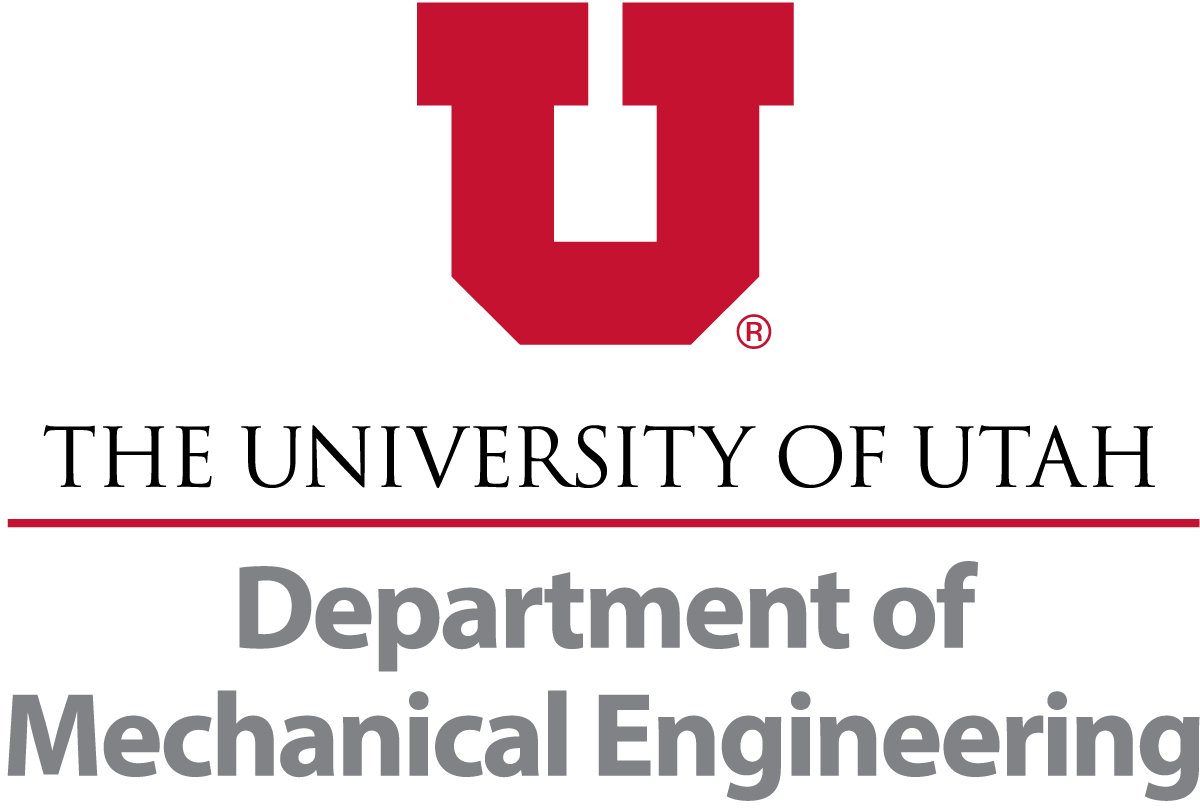 U®
THE UNIVERSITY OF UTAH
Department of
Mechanical Engineering